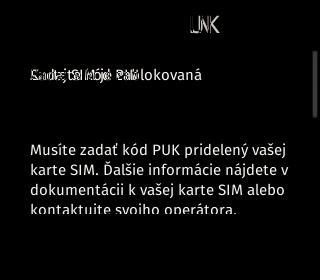 Musíte zadať kód PUK pridelený vašej
karte SIM. Ďalšie informácie nájdete v
dokumentácii k vašej karte SIM alebo
kontaktujte svojho operátora.